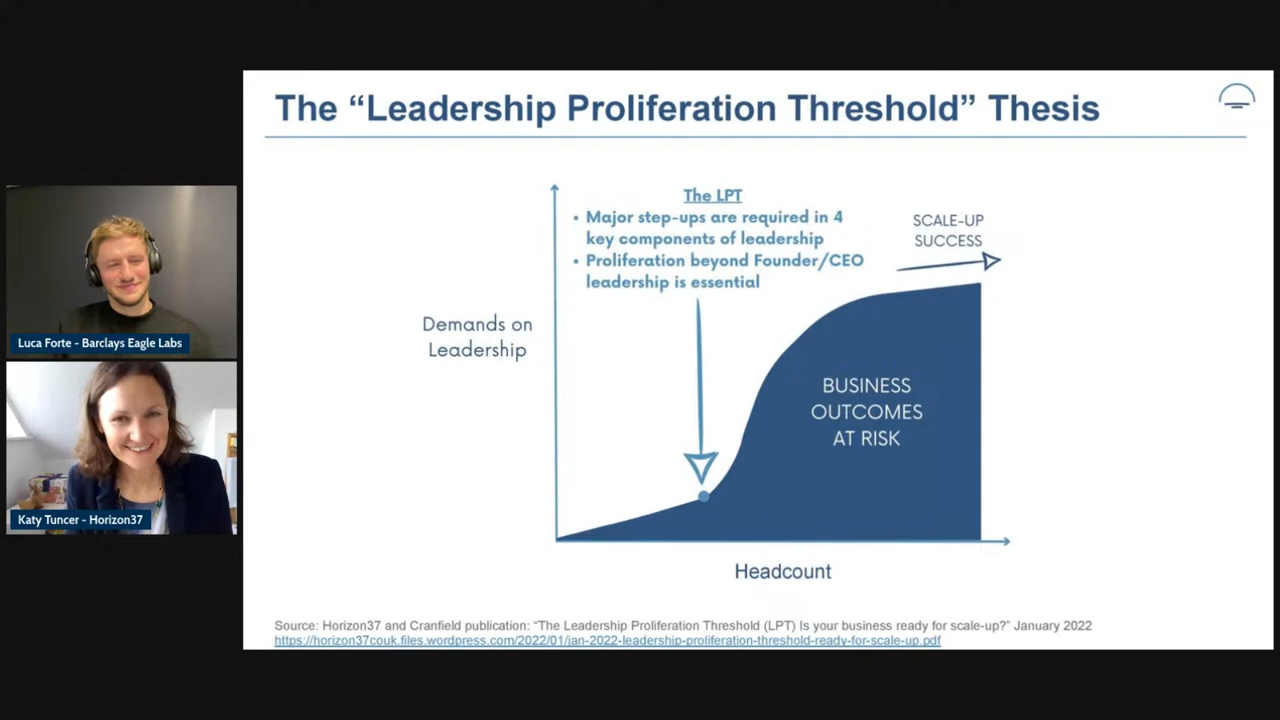 The “Leadership Proliferation Threshold” Thesis
The LPT
• Major step-ups are required in 4
key components of leadership
• Proliferation beyond Founder/CEO
leadership is essential
SCALE-UP
SUCCESS
Demands on
Leadership
BUSINESS
OUTCOMES
AT RISK
Headcount
Source: Horizon37 and Cranfield publication: “The Leadership Proliferation Threshold (LPT) Is your business ready for scale-up?” January 2022
https://horizon37couk.files.wordpress.com/2022/01/jan-2022-leadership-proliferation-threshold-ready-for-scale-up.pdf
Luca Forte - Barclays Eagle Labs
Katy Tuncer - Horizon37